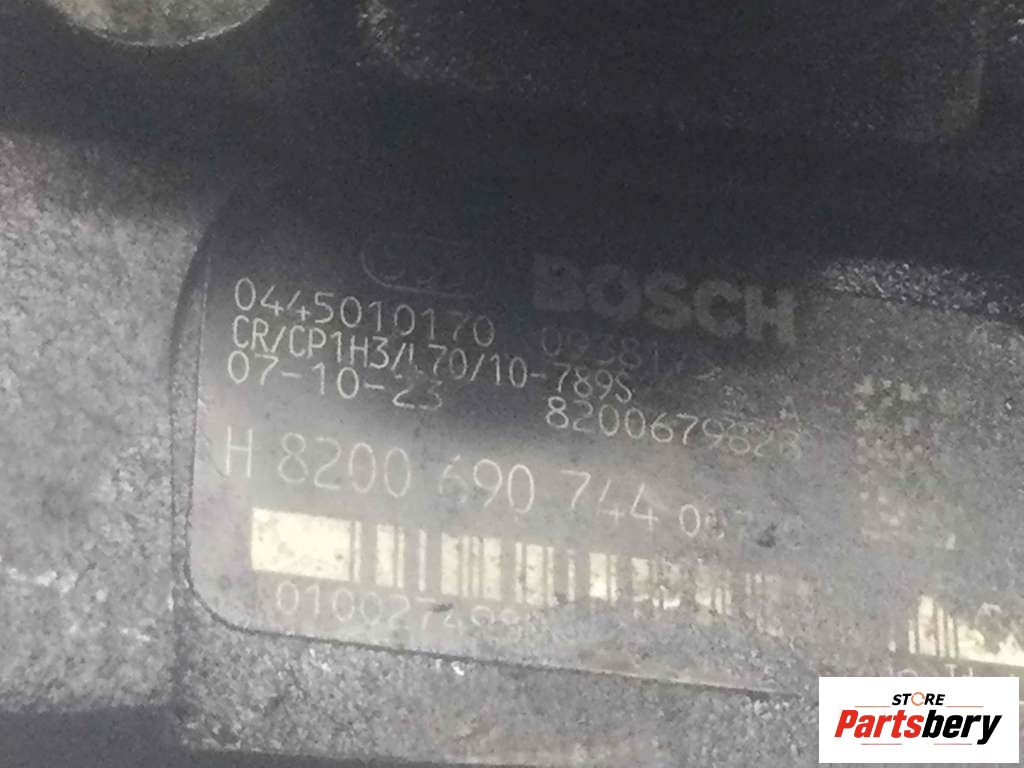 BOSCH
0445010170
CR/CP1H3/L70/10-789S
07-10-23 8200679828
H 8200 690 744
STORE
Partsbery